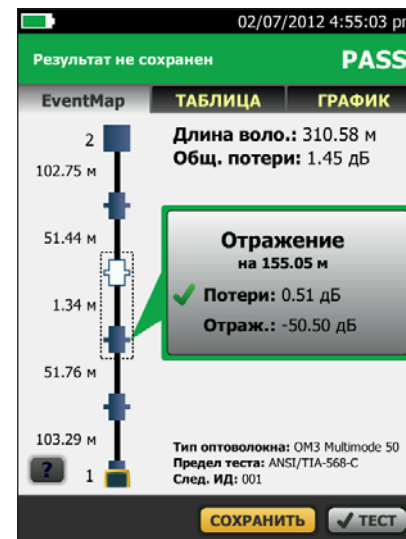 02/07/2012 4:55:03 pm
Результат не сохранен
PASS
EventMap
ТАБЛИЦА
ГРАФИК
2
102.75 м
51.44 м
1.34 м
51.76 м
103.29 м
?
1
Длина воло.: 310.58 м
Общ. потери: 1.45 дБ
Отражение
на 155.05 м
Потери: 0.51 дБ
Отраж.: -50.50 дБ
Тип оптоволокна: OM3 Multimode 50
Предел теста: ANSI/TIA-568-C
След. ИД: 001
СОХРАНИТЬ
ТЕСТ